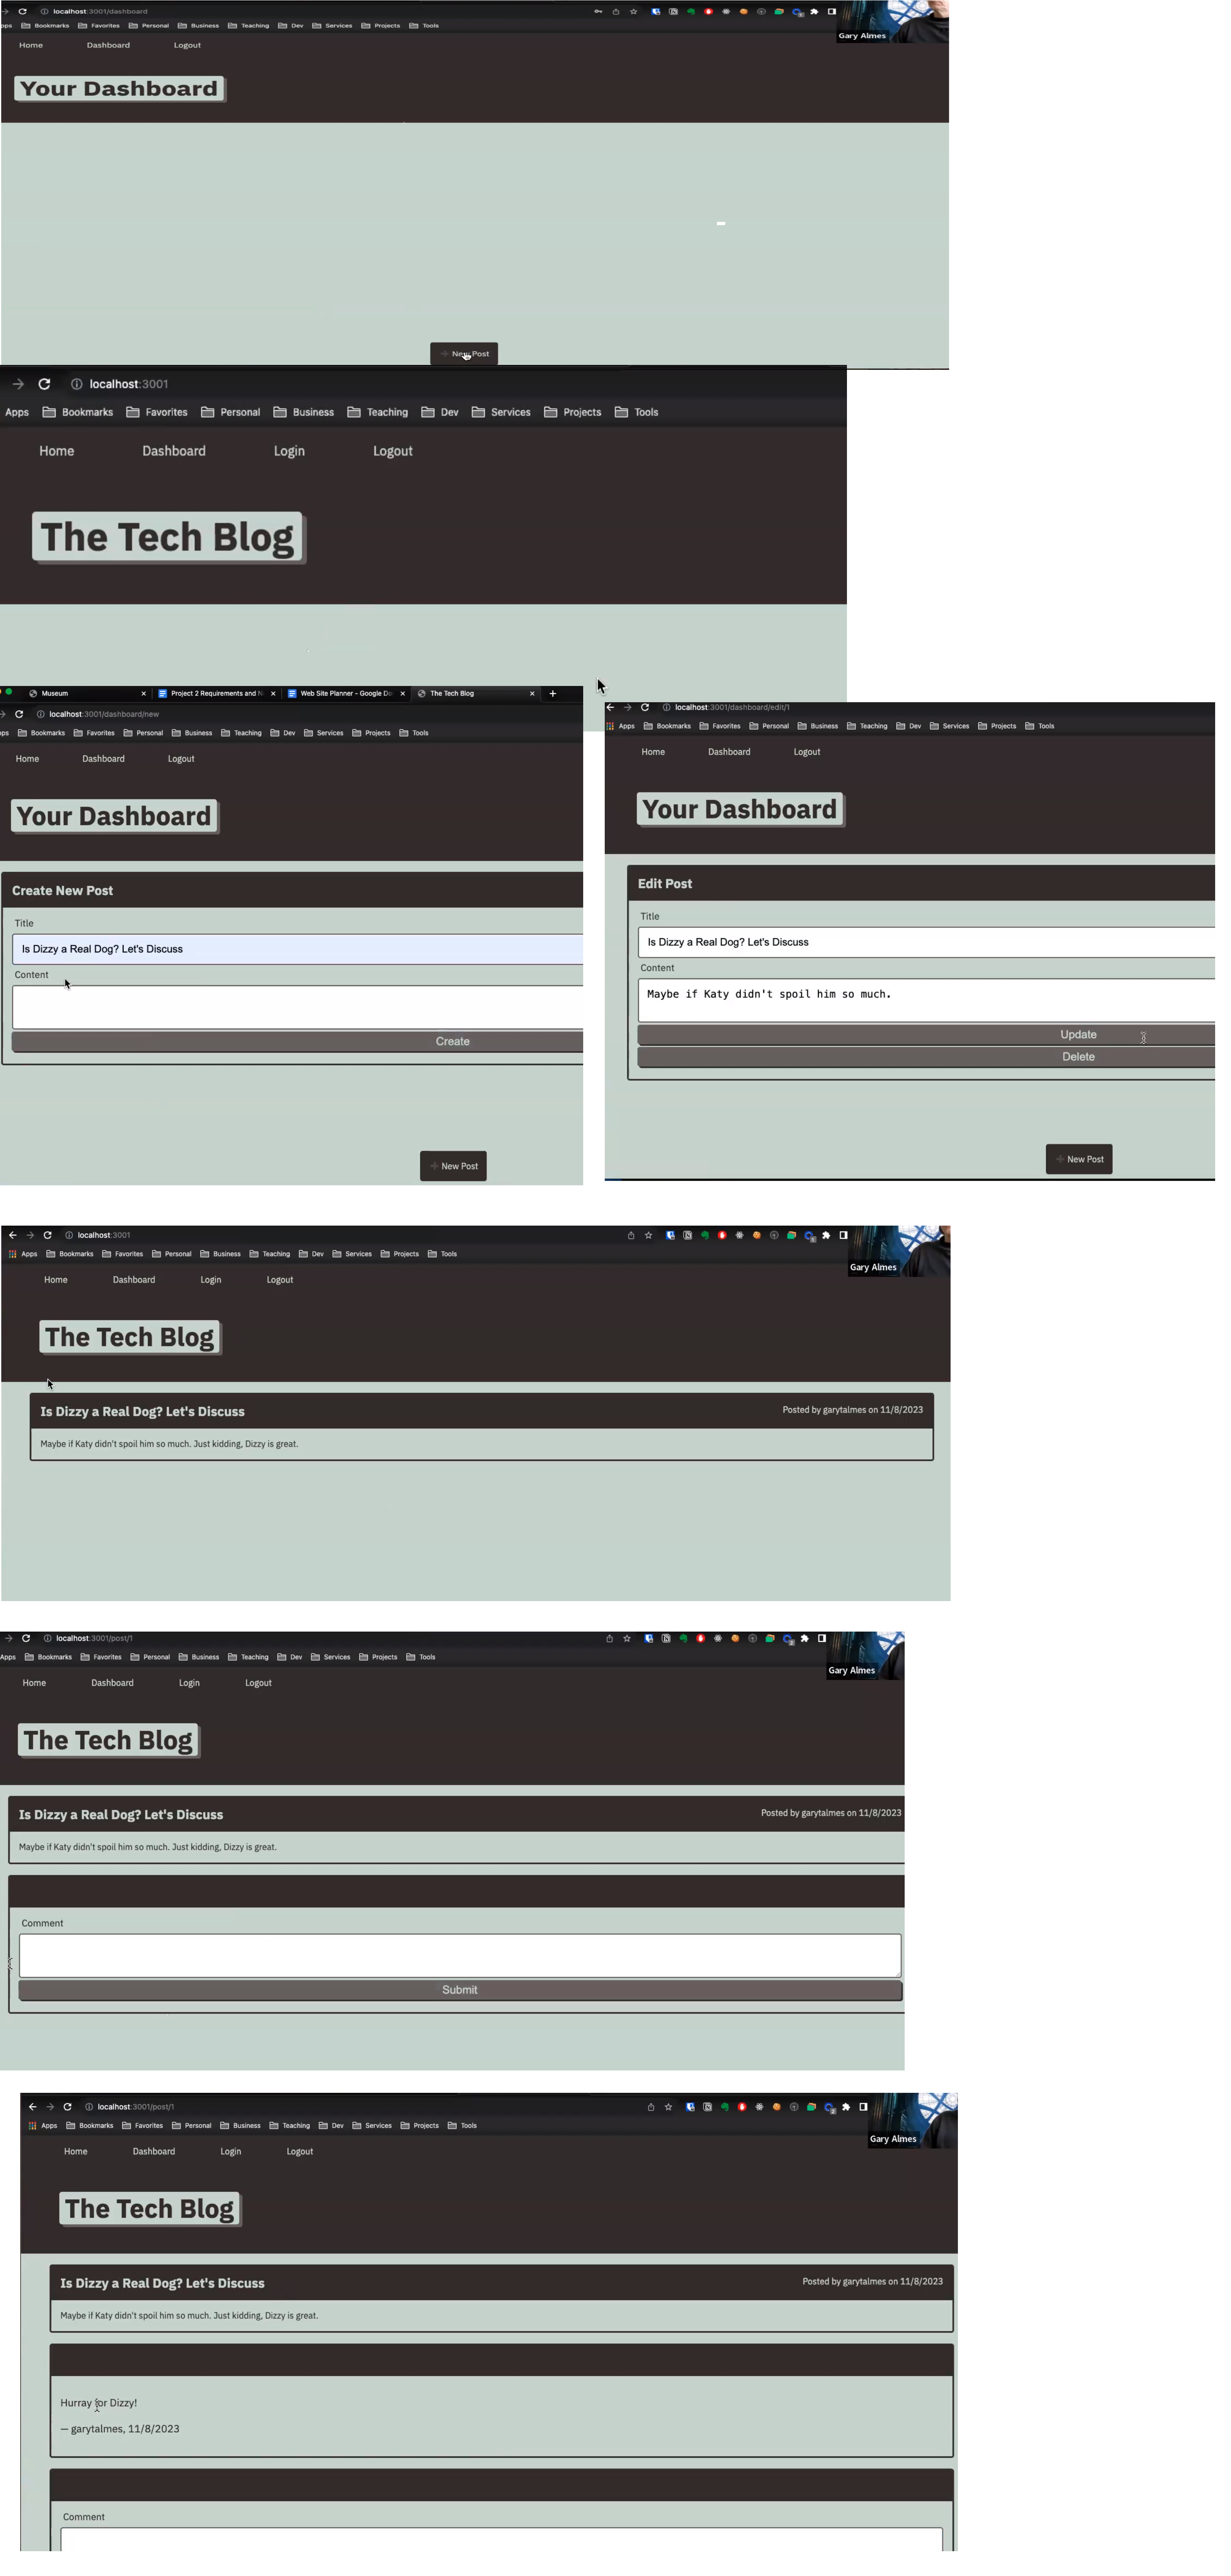 localhost:3001/dashboard
Bookmarks Favorites Personal Business Teaching Dev Services Projects Tools
Gary Almes
Home Dashboard Logout
Your Dashboard
New Post
localhost:3001
Apps Bookmarks Favorites Personal Business Teaching Dev Services Projects Tools
Home Dashboard Login Logout
The Tech Blog
Museum Project 2 Requirements and N Web Site Planner - Google Do The Tech Blog
localhost:3001/dashboard/new
Bookmarks Favorites Personal Business Teaching Dev Services Projects Tools
Home Dashboard Logout
Your Dashboard
Create New Post
Title
Is Dizzy a Real Dog? Let's Discuss
Content
Create
New Post
localhost:3001/dashboard/edit/1
Apps Bookmarks Favorites Personal Business Teaching Dev Services Projects Tools
Home Dashboard Logout
Your Dashboard
Edit Post
Title
Is Dizzy a Real Dog? Let's Discuss
Content
Maybe if Katy didn't spoil him so much.
Update
Delete
New Post
localhost:3001
Apps Bookmarks Favorites Personal Business Teaching Dev Services Projects Tools
Gary Almes
Home Dashboard Login Logout
The Tech Blog
Is Dizzy a Real Dog? Let's Discuss Posted by garytalmes on 11/8/2023
Maybe if Katy didn't spoil him so much. Just kidding, Dizzy is great.
localhost:3001/post/1
Apps Bookmarks Favorites Personal Business Teaching Dev Services Projects Tools
Gary Almes
Home Dashboard Login Logout
The Tech Blog
Is Dizzy a Real Dog? Let's Discuss Posted by garytalmes on 11/8/2023
Maybe if Katy didn't spoil him so much. Just kidding, Dizzy is great.
Comment
Submit
localhost:3001/post/1
Apps Bookmarks Favorites Personal Business Teaching Dev Services Projects Tools
Gary Almes
Home Dashboard Login Logout
The Tech Blog
Is Dizzy a Real Dog? Let's Discuss Posted by garytalmes on 11/8/2023
Maybe if Katy didn't spoil him so much. Just kidding, Dizzy is great.
Hurray for Dizzy!
— garytalmes, 11/8/2023
Comment